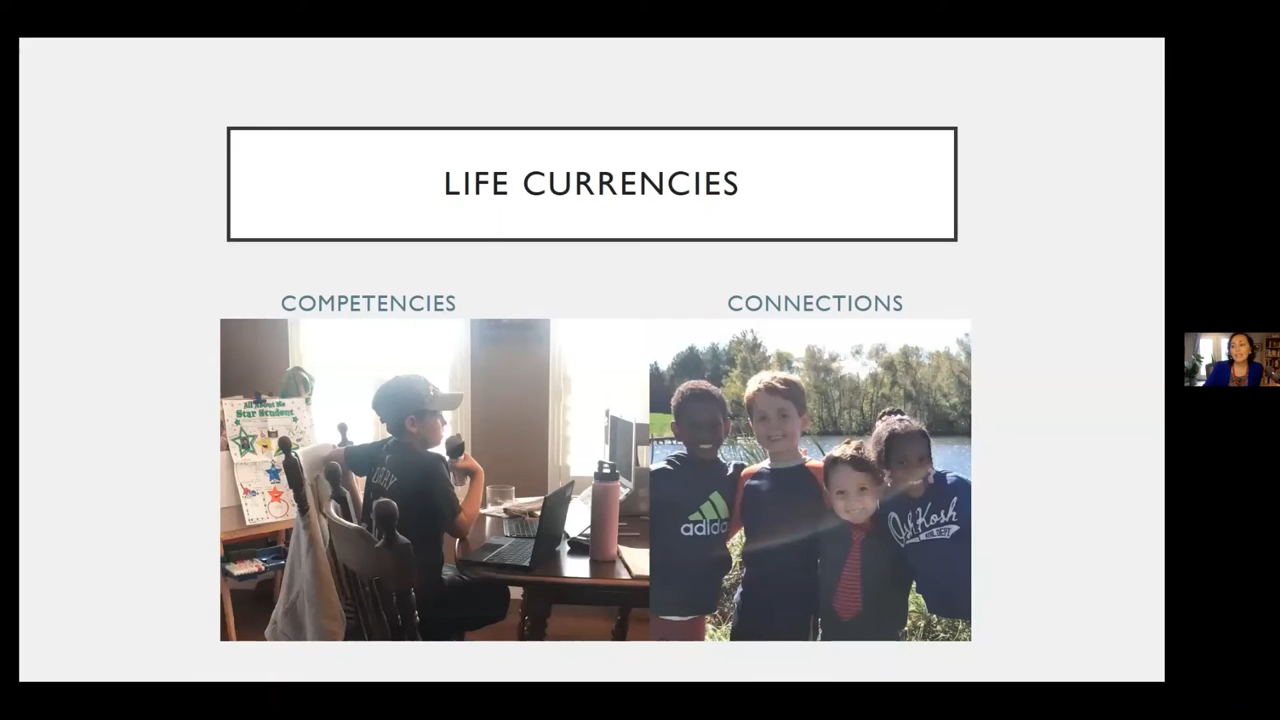 LIFE CURRENCIES
COMPETENCIES
CONNECTIONS
All About Me
Star Student
adidas
OshKosh